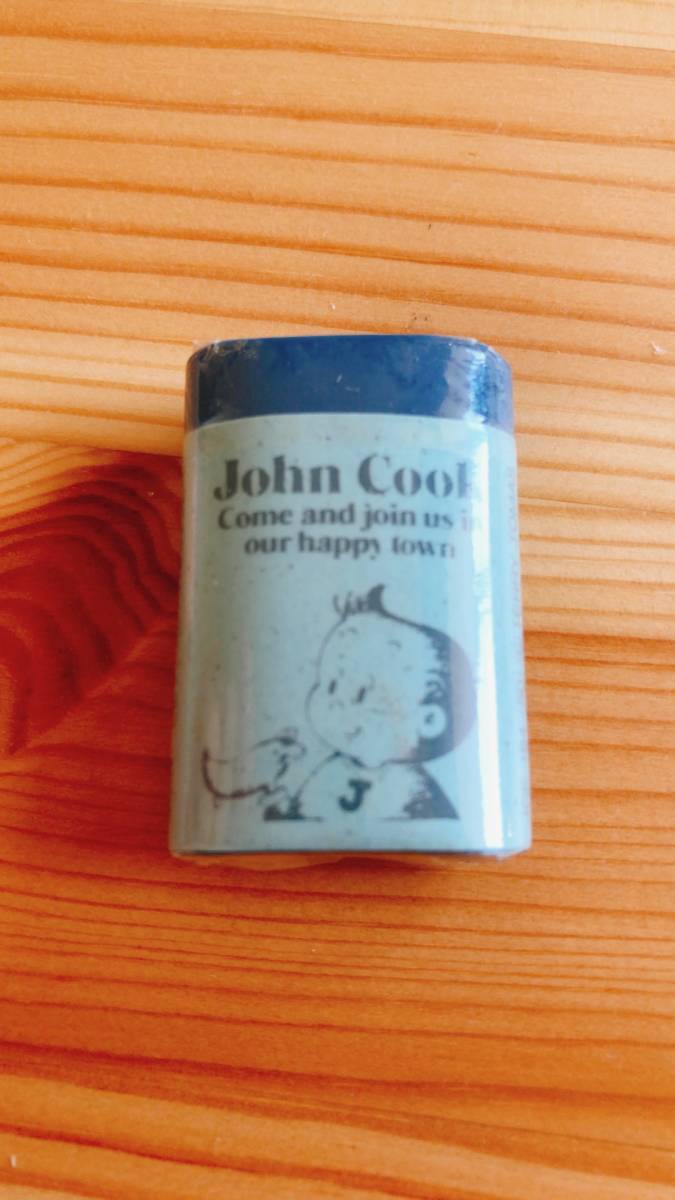 John Cook
Come and join us in
our happy town
J